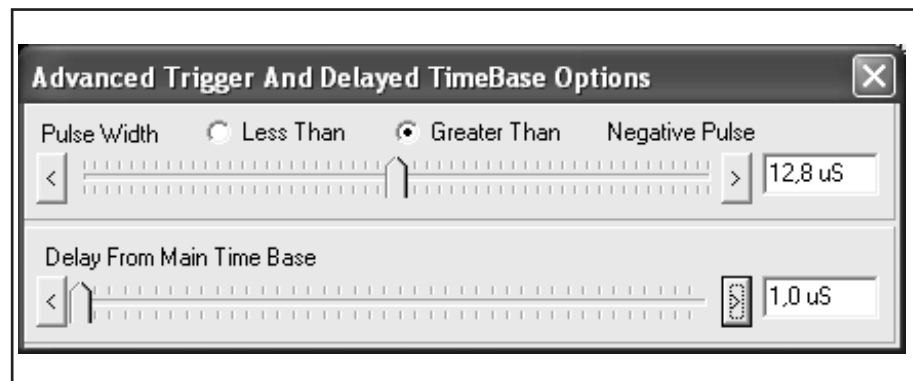 Advanced Trigger And Delayed TimeBase Options
Pulse Width Less Than Greater Than Negative Pulse
< > 12,8 uS
Delay From Main Time Base
< > 1,0 uS